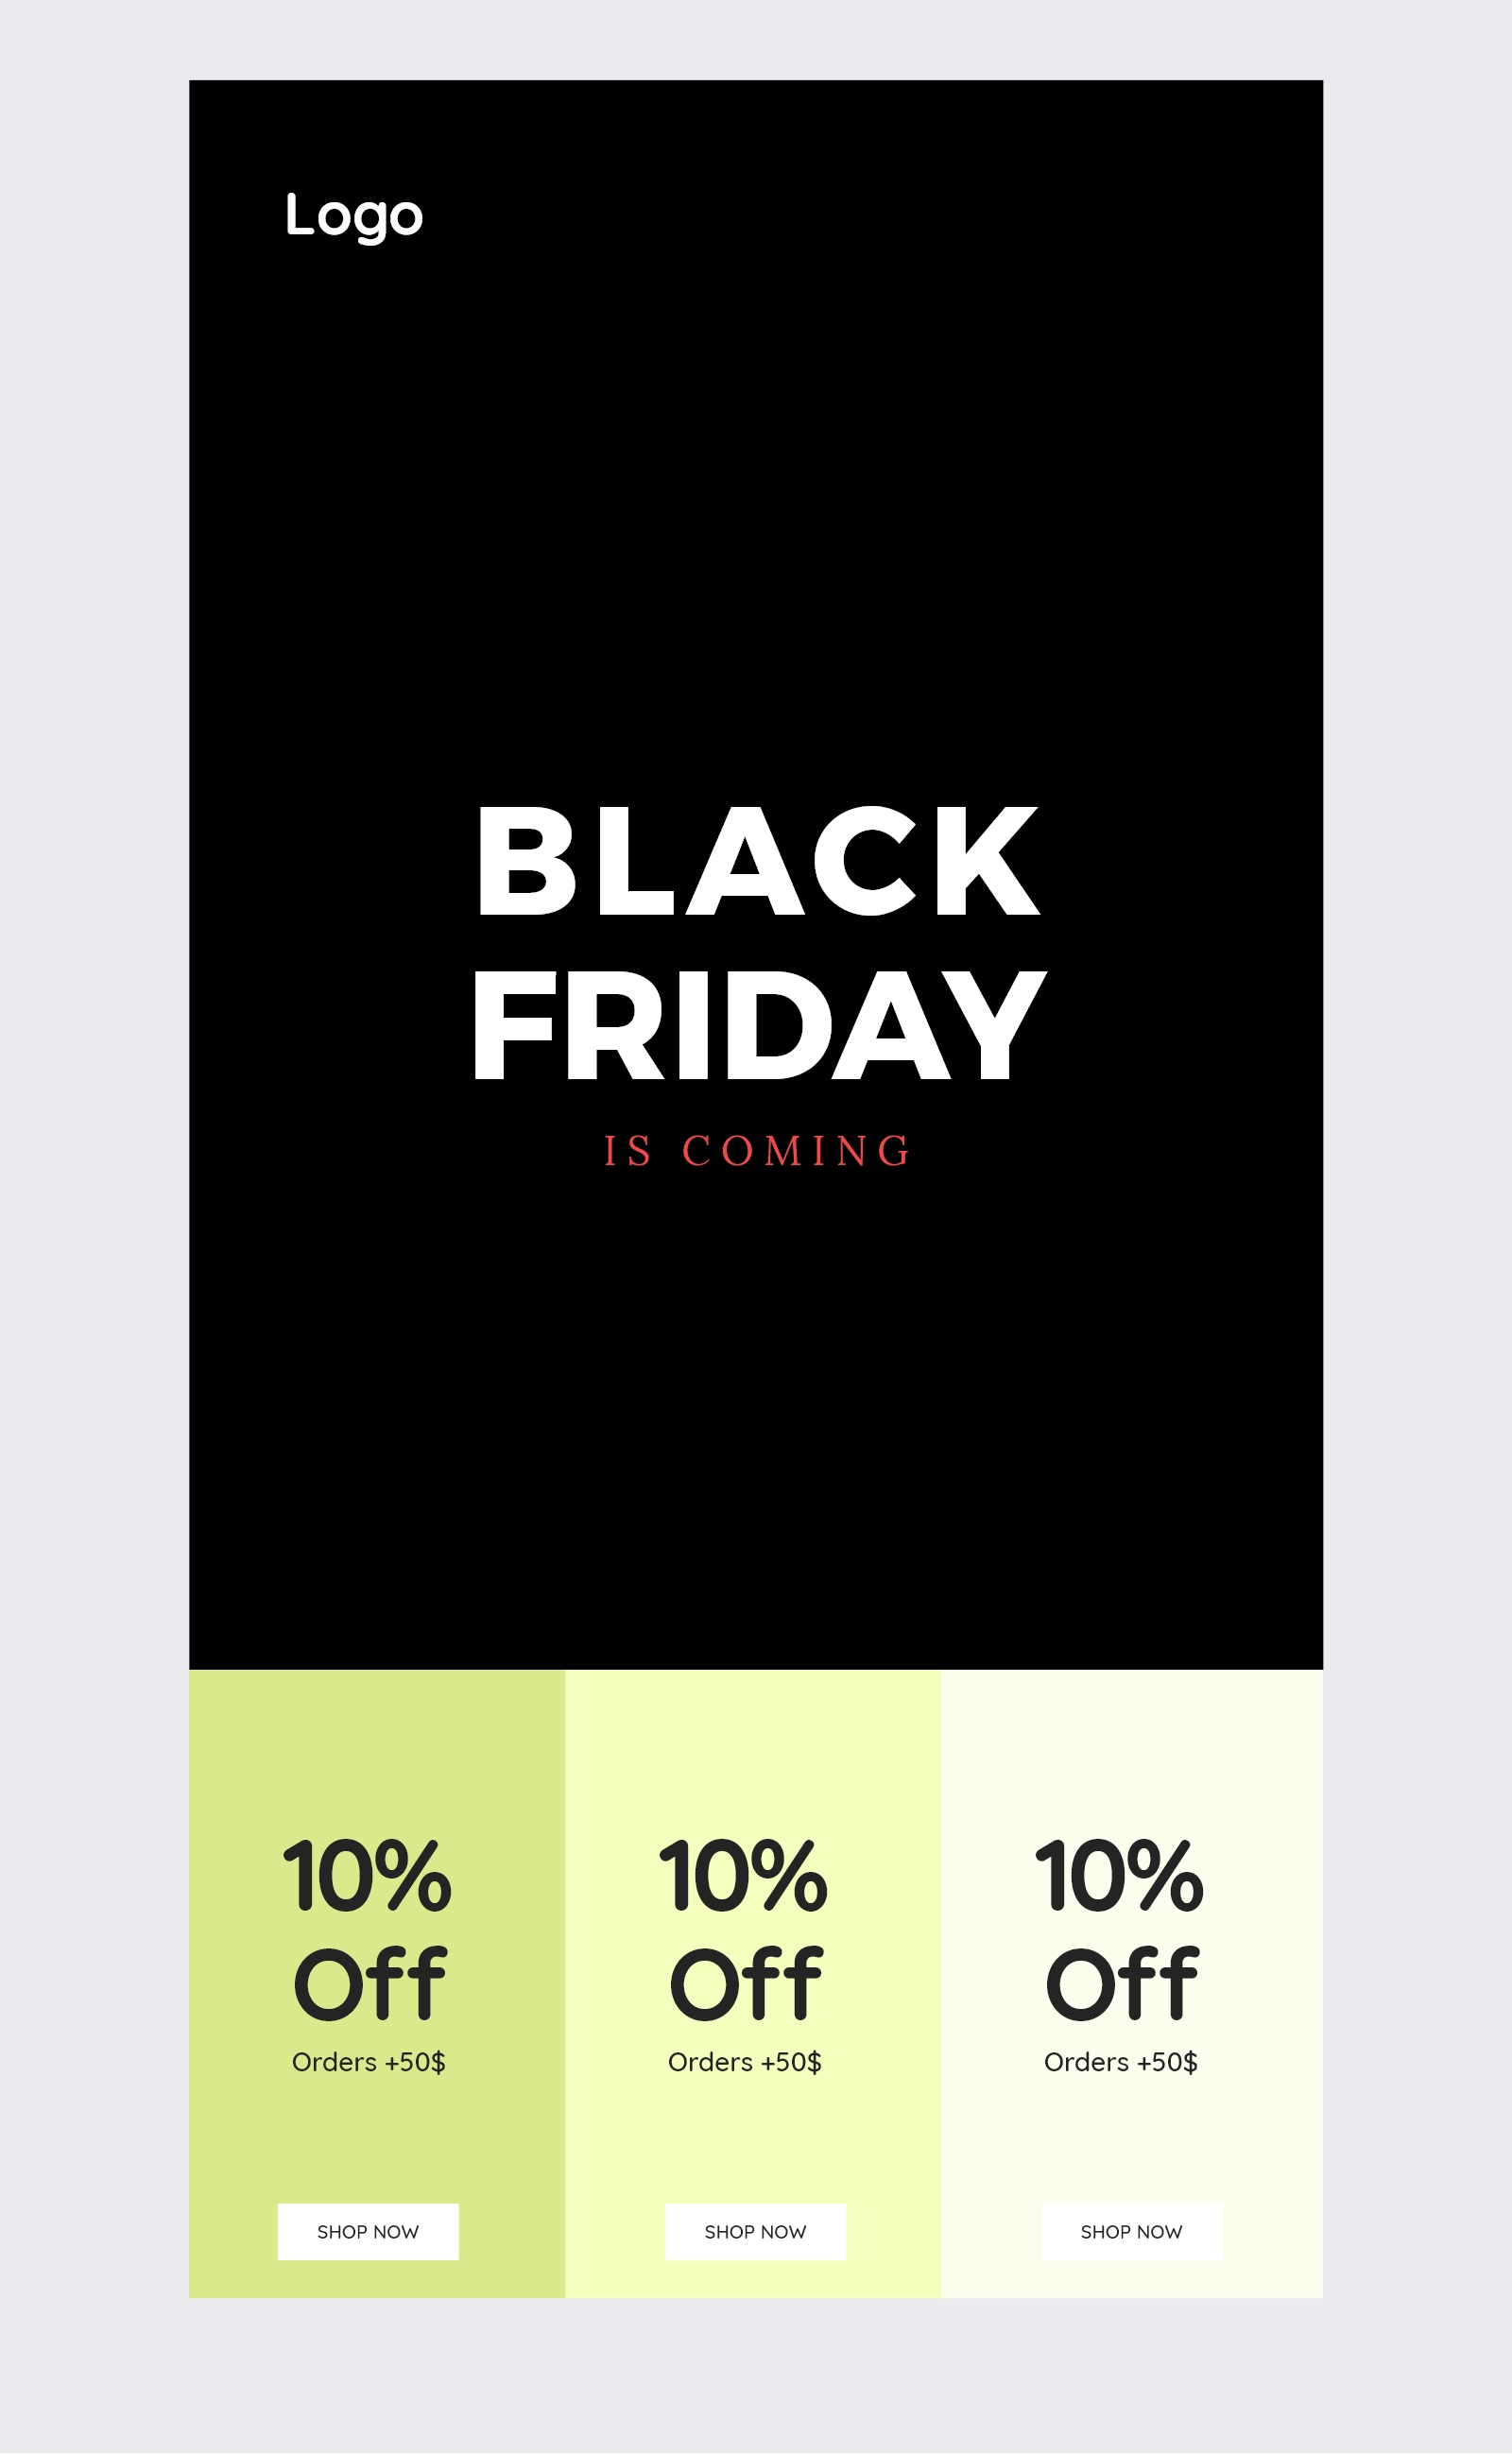 Logo
BLACK
FRIDAY
IS COMING
10%
Off
Orders +50$
SHOP NOW
10%
Off
Orders +50$
SHOP NOW
10%
Off
Orders +50$
SHOP NOW